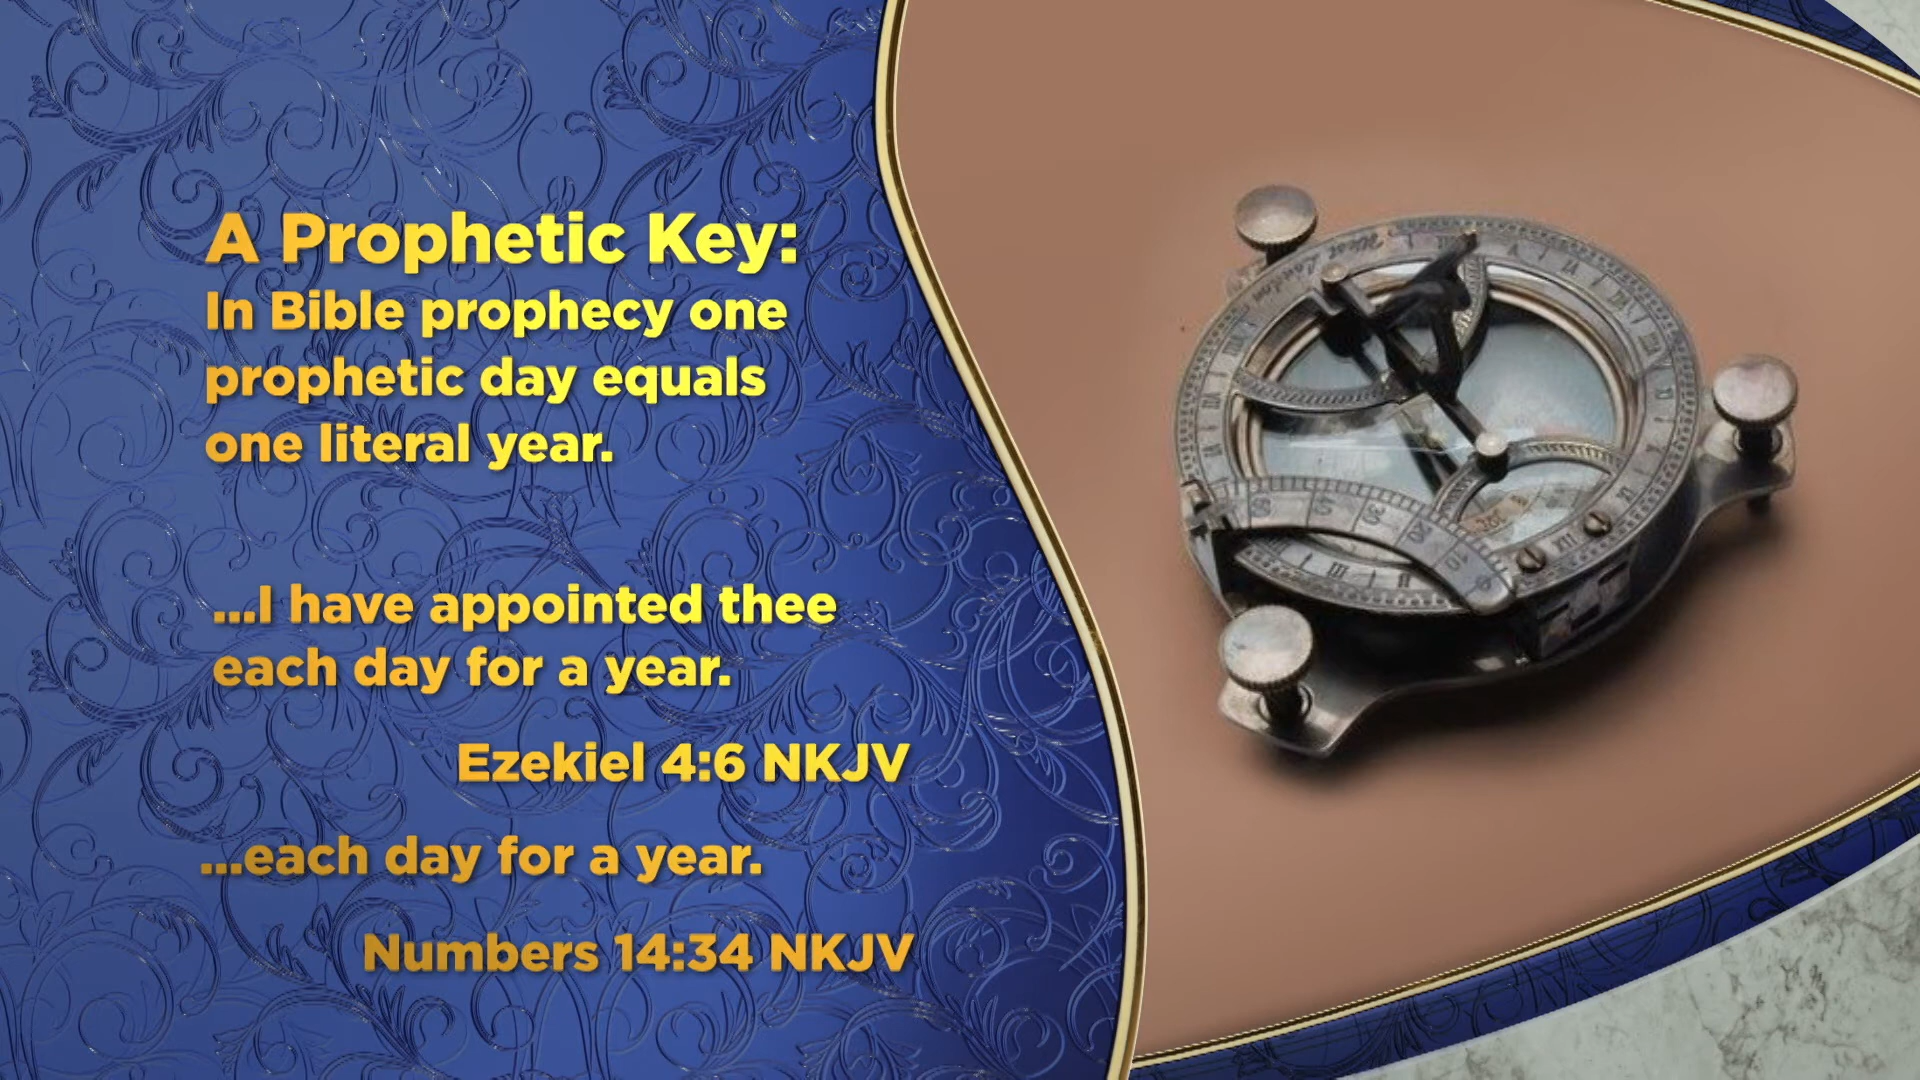 A Prophetic Key:
In Bible prophecy one
prophetic day equals
one literal year.
...I have appointed thee
each day for a year.
Ezekiel 4:6 NKJV
...each day for a year.
Numbers 14:34 NKJV